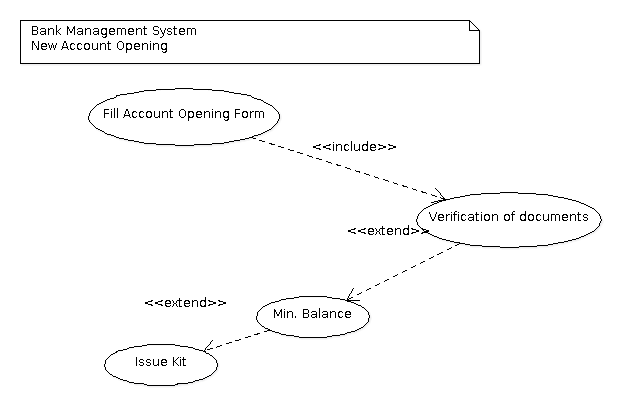 Bank Management System
New Account Opening
Fill Account Opening Form
<<include>>
Verification of documents
<<extend>>
<<extend>>
Min. Balance
Issue Kit